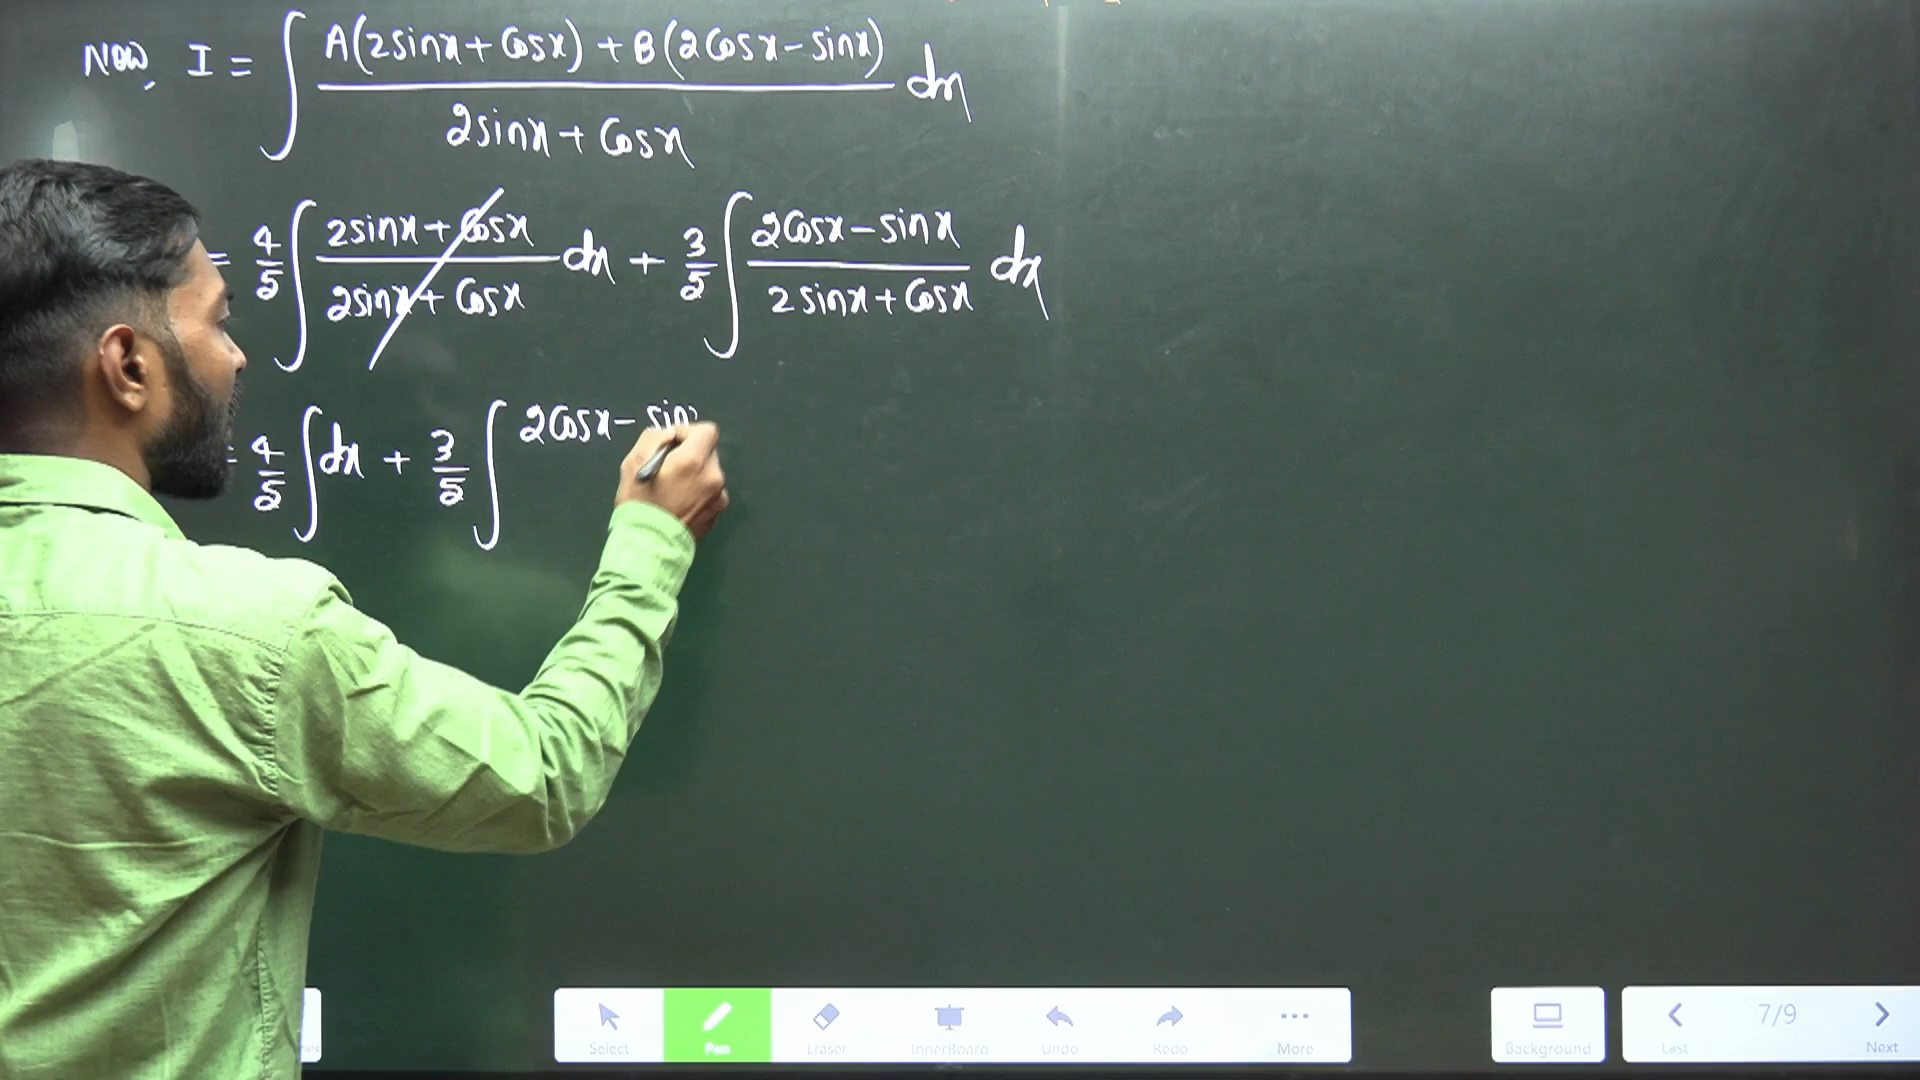 Now, I = ∫ A(2sinx + Cosx) + B(2Cosx - sinx) / 2sinx + Cosx dx
= 4/5 ∫ 2sinx + Cosx / 2sinx + Cosx dx + 3/5 ∫ 2Cosx - sinx / 2sinx + Cosx dx
= 4/5 ∫ dx + 3/5 ∫ 2Cosx - sin
Select Pen Eraser InnerBoard Undo Redo More Background Last 7/9 Next